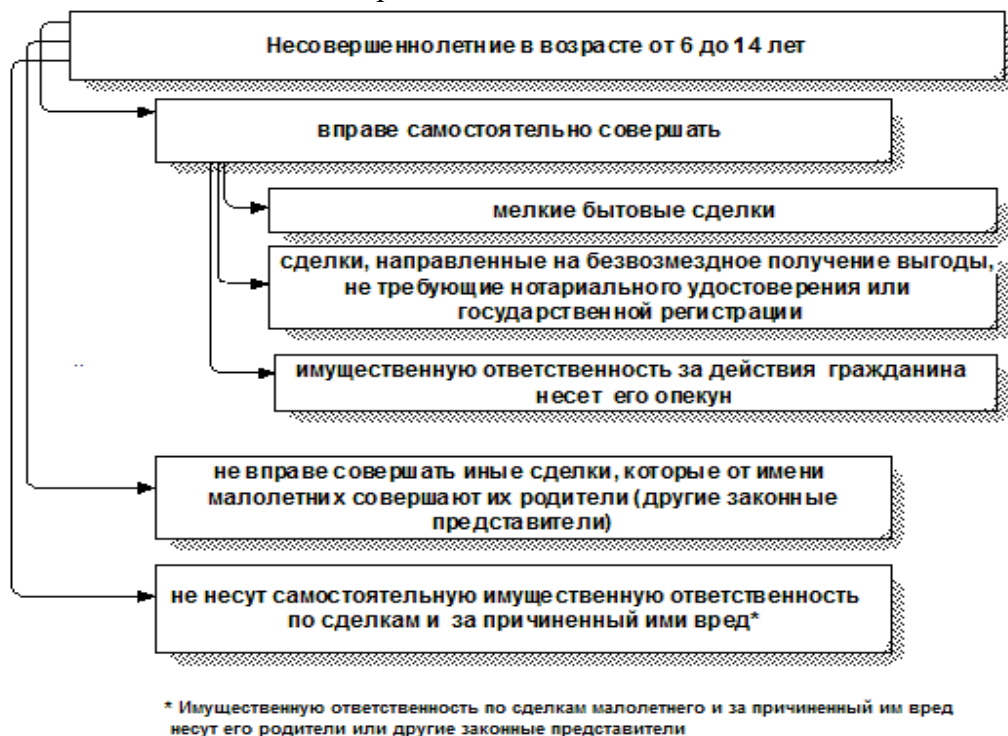 Несовершеннолетние в возрасте от 6 до 14 лет
вправе самостоятельно совершать
мелкие бытовые сделки
сделки, направленные на безвозмездное получение выгоды,
не требующие нотариального удостоверения или
государственной регистрации
имущественную ответственность за действия гражданина
несет его опекун
не вправе совершать иные сделки, которые от имени
малолетних совершают их родители (другие законные
представители)
не несут самостоятельную имущественную ответственность
по сделкам и за причиненный ими вред*
* Имущественную ответственность по сделкам малолетнего и за причиненный им вред
несут его родители или другие законные представители